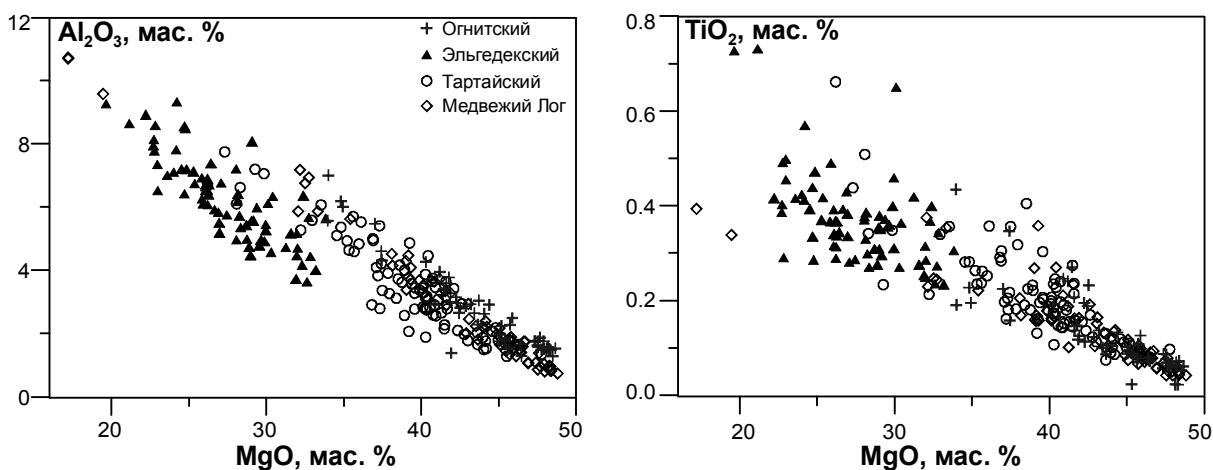 Al₂O₃, мас. %
12
8
4
0
20
30
40
50
MgO, мас. %
Огнитский
Эльгедекский
Тартайский
Медвежий Лог
TiO₂, мас. %
0.8
0.6
0.4
0.2
0.0
20
30
40
50
MgO, мас. %